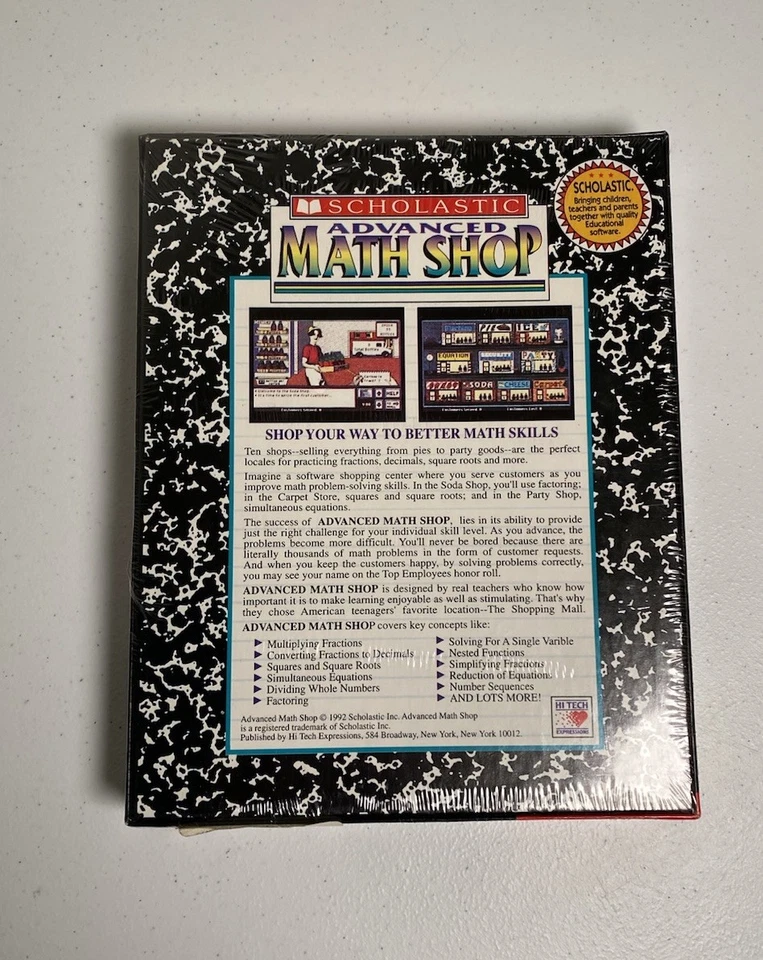 SCHOLASTIC
ADVANCED
MATH SHOP
SCHOLASTIC.
Bringing children,
teachers and parents
together with quality
Educational
software.
EQUATION
PARTY
SODA
CHEESE
HELP
SHOP YOUR WAY TO BETTER MATH SKILLS
Ten shops--selling everything from pies to party goods--are the perfect
locales for practicing fractions, decimals, square roots and more.
Imagine a software shopping center where you serve customers as you
improve math problem-solving skills. In the Soda Shop, you'll use factoring;
in the Carpet Store, squares and square roots; and in the Party Shop,
simultaneous equations.
The success of ADVANCED MATH SHOP, lies in its ability to provide
just the right challenge for your individual skill level. As you advance, the
problems become more difficult. You'll never be bored because there are
literally thousands of math problems in the form of customer requests.
And when you keep the customers happy, by solving problems correctly,
you may see your name on the Top Employees honor roll.
ADVANCED MATH SHOP is designed by real teachers who know how
important it is to make learning enjoyable as well as stimulating. That's why
they chose American teenagers' favorite location--The Shopping Mall.
ADVANCED MATH SHOP covers key concepts like:
Multiplying Fractions
Converting Fractions to Decimals
Squares and Square Roots
Simultaneous Equations
Dividing Whole Numbers
Factoring
Solving For A Single Varible
Nested Functions
Simplifying Fractions
Reduction of Equations
Number Sequences
AND LOTS MORE!
Advanced Math Shop © 1992 Scholastic Inc. Advanced Math Shop
is a registered trademark of Scholastic Inc.
Published by Hi Tech Expressions, 584 Broadway, New York, New York 10012.
HI TECH
EXPRESSIONS